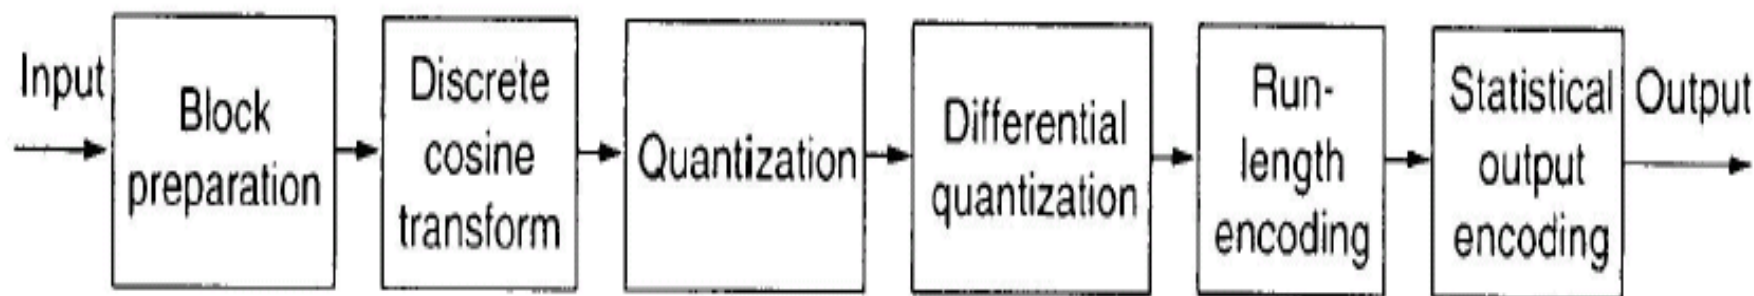 Input
Block
preparation
Discrete
cosine
transform
Quantization
Differential
quantization
Run-
length
encoding
Statistical
output
encoding
Output